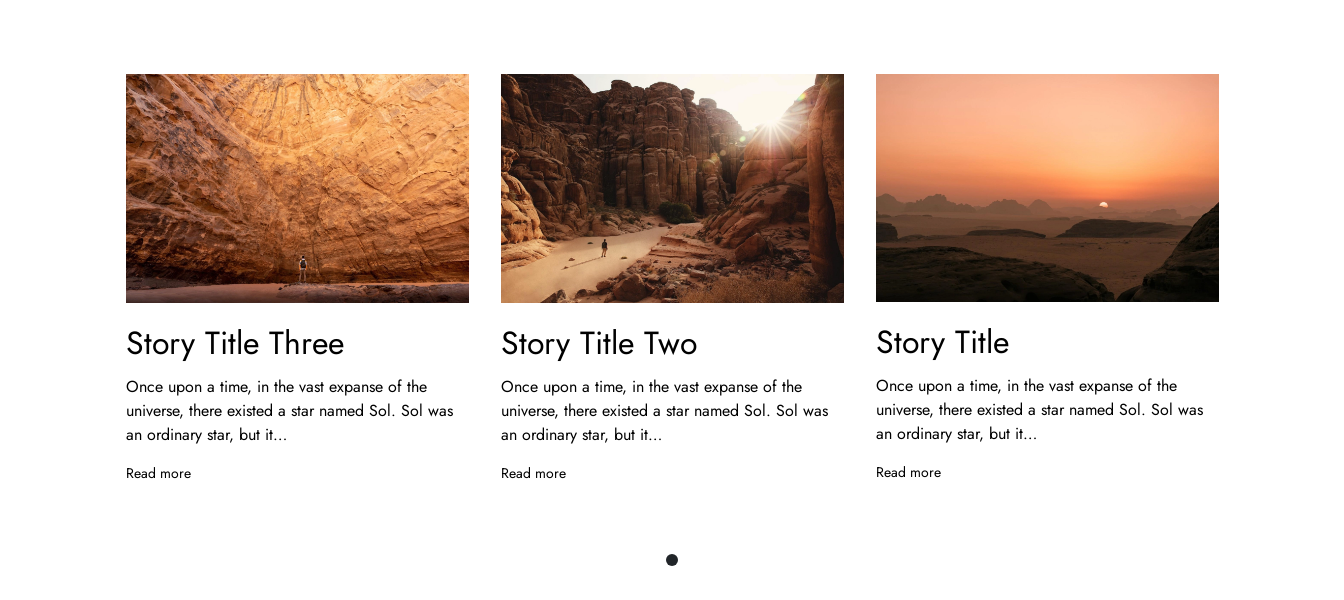 Story Title Three
Once upon a time, in the vast expanse of the
universe, there existed a star named Sol. Sol was
an ordinary star, but it...
Read more
Story Title Two
Once upon a time, in the vast expanse of the
universe, there existed a star named Sol. Sol was
an ordinary star, but it...
Read more
Story Title
Once upon a time, in the vast expanse of the
universe, there existed a star named Sol. Sol was
an ordinary star, but it...
Read more